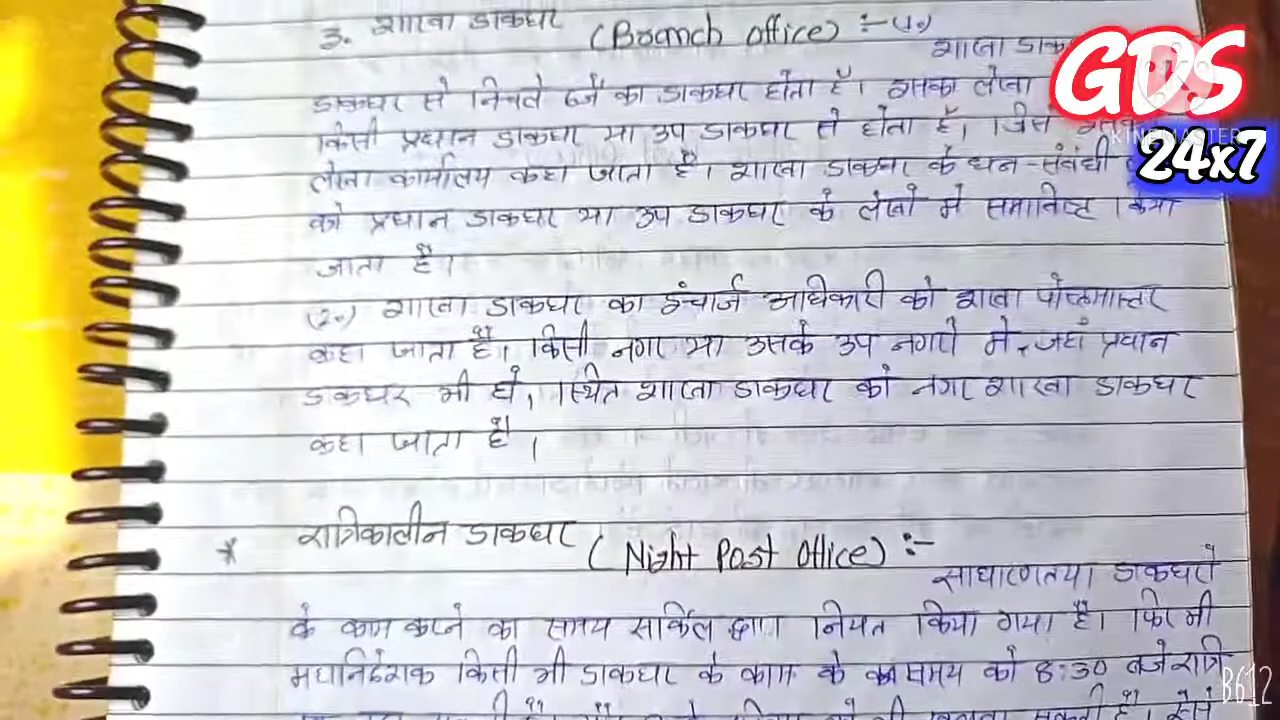 3. शाखा डाकघर (Branch office) :- (1.)
शाखा
डाकघर से निचले दर्जे का डाकघर होता है। इसका लेखा
किसी प्रधान डाकघर या उप डाकघर से होता है, जिसे
लेखा कार्यालय कहा जाता है। शाखा डाकघर के धन-संबंधी
को प्रधान डाकघर या उप डाकघर के लेखों में समाविष्ट किया
जाता है।
(2.) शाखा डाकघर का इंचार्ज अधिकारी को शाखा पोस्टमास्टर
कहा जाता है। किसी नगर या उसके उप नगरों में, जहां प्रधान
डाकघर भी हों, स्थित शाखा डाकघर को नगर शाखा डाकघर
कहा जाता है।
* रात्रिकालीन डाकघर (Night Post Office) :-
साधारणतया डाकघरों
के काम करने का समय सर्किल द्वारा नियत किया गया है। फिर भी
महानिदेशक किसी भी डाकघर के काम के समय को 8:30 बजे रात्रि
GDS
24x7
KINEMASTER
B612